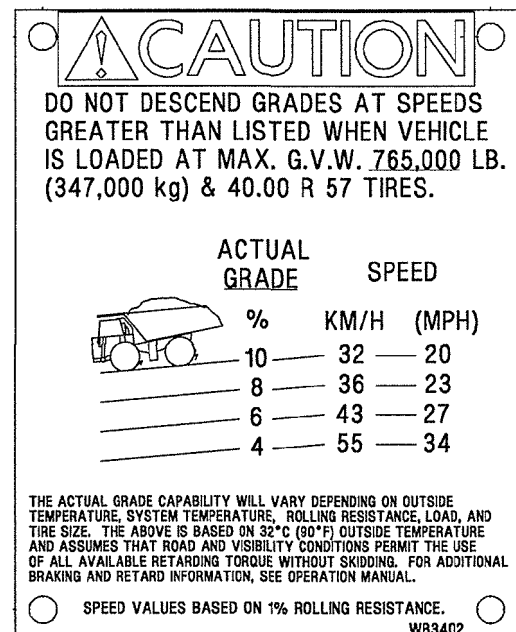 CAUTION
DO NOT DESCEND GRADES AT SPEEDS
GREATER THAN LISTED WHEN VEHICLE
IS LOADED AT MAX. G.V.W. 765,000 LB.
(347,000 kg) & 40.00 R 57 TIRES.
ACTUAL
GRADE SPEED
% KM/H (MPH)
10 32 20
8 36 23
6 43 27
4 55 34
THE ACTUAL GRADE CAPABILITY WILL VARY DEPENDING ON OUTSIDE
TEMPERATURE, SYSTEM TEMPERATURE, ROLLING RESISTANCE, LOAD, AND
TIRE SIZE. THE ABOVE IS BASED ON 32°C (90°F) OUTSIDE TEMPERATURE
AND ASSUMES THAT ROAD AND VISIBILITY CONDITIONS PERMIT THE USE
OF ALL AVAILABLE RETARDING TORQUE WITHOUT SKIDDING. FOR ADDITIONAL
BRAKING AND RETARD INFORMATION, SEE OPERATION MANUAL.
SPEED VALUES BASED ON 1% ROLLING RESISTANCE.
WB3402